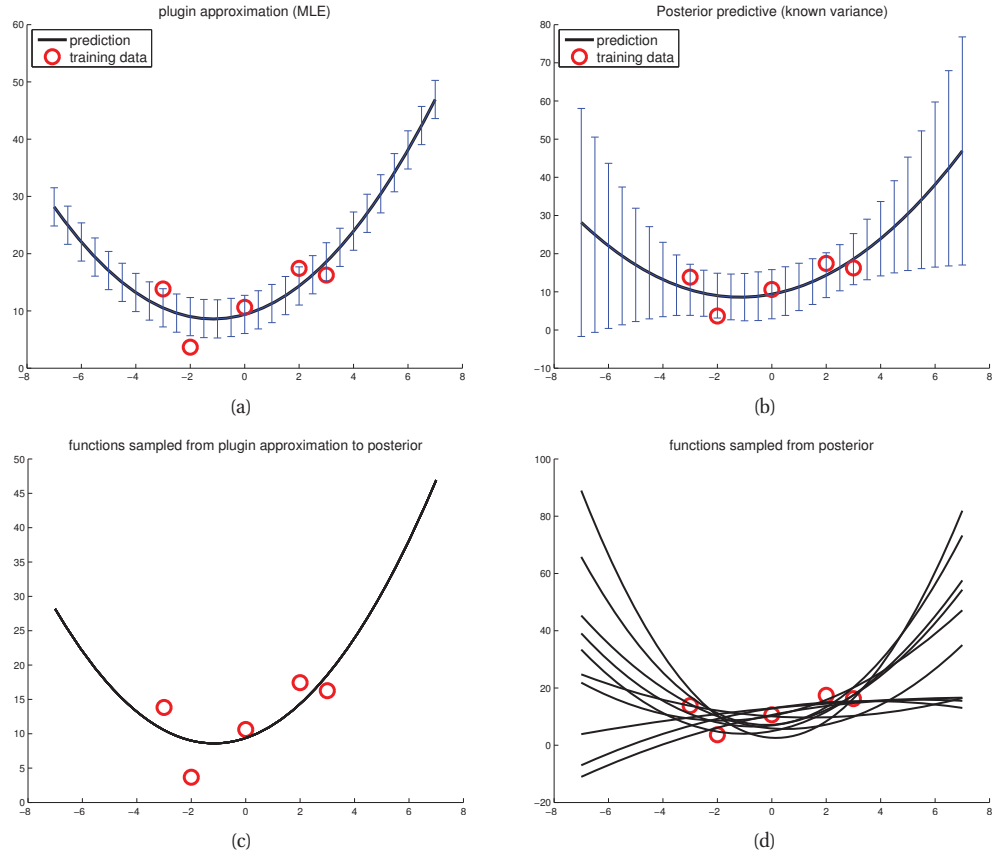 plugin approximation (MLE)
60
50
40
30
20
10
0
−8 −6 −4 −2 0 2 4 6 8
prediction
training data
(a)
Posterior predictive (known variance)
80
70
60
50
40
30
20
10
0
−10
−8 −6 −4 −2 0 2 4 6 8
prediction
training data
(b)
functions sampled from plugin approximation to posterior
50
45
40
35
30
25
20
15
10
5
0
−8 −6 −4 −2 0 2 4 6 8
(c)
functions sampled from posterior
100
80
60
40
20
0
−20
−8 −6 −4 −2 0 2 4 6 8
(d)